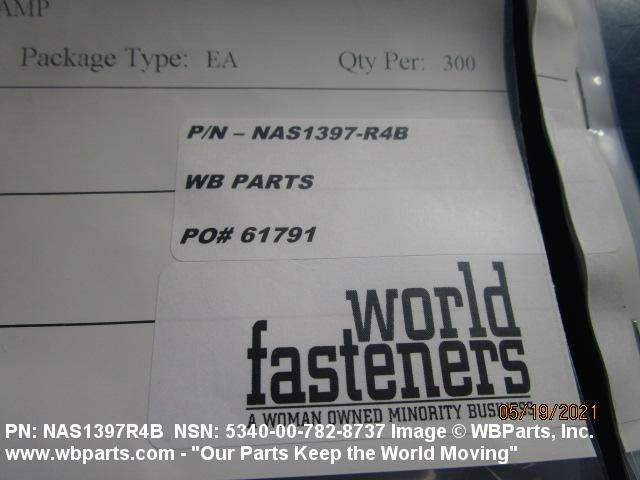 AMP
Package Type: EA Qty Per: 300
P/N – NAS1397-R4B
WB PARTS
PO# 61791
world
fasteners
A WOMAN OWNED MINORITY BUSINESS
05/19/2021
PN: NAS1397R4B NSN: 5340-00-782-8737 Image © WBParts, Inc.
www.wbparts.com - "Our Parts Keep the World Moving"